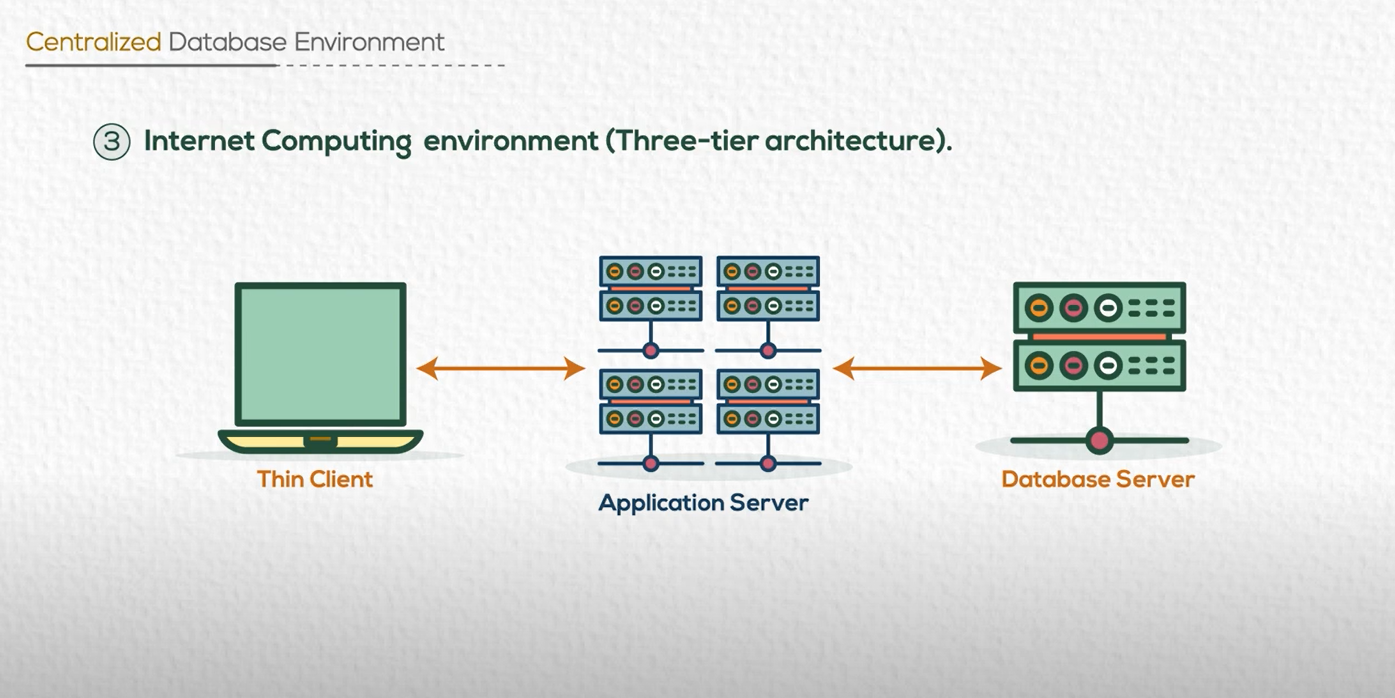 Centralized Database Environment
3 Internet Computing environment (Three-tier architecture).
Thin Client
Application Server
Database Server